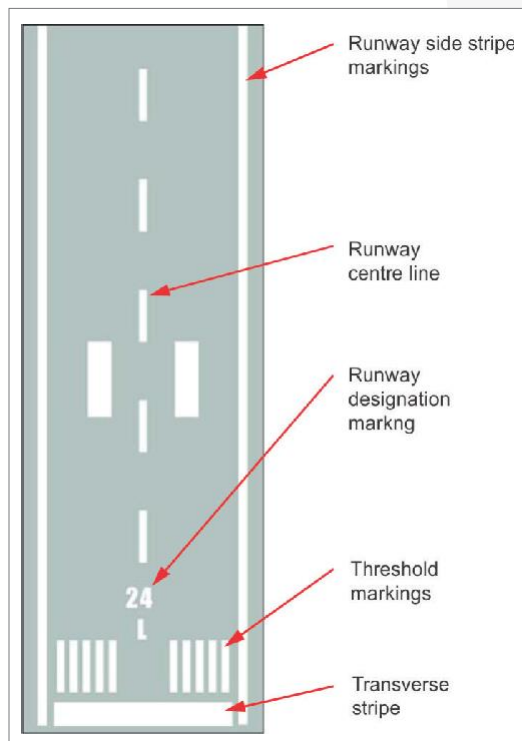 Runway side stripe
markings
Runway
centre line
Runway
designation
markng
24
L
Threshold
markings
Transverse
stripe